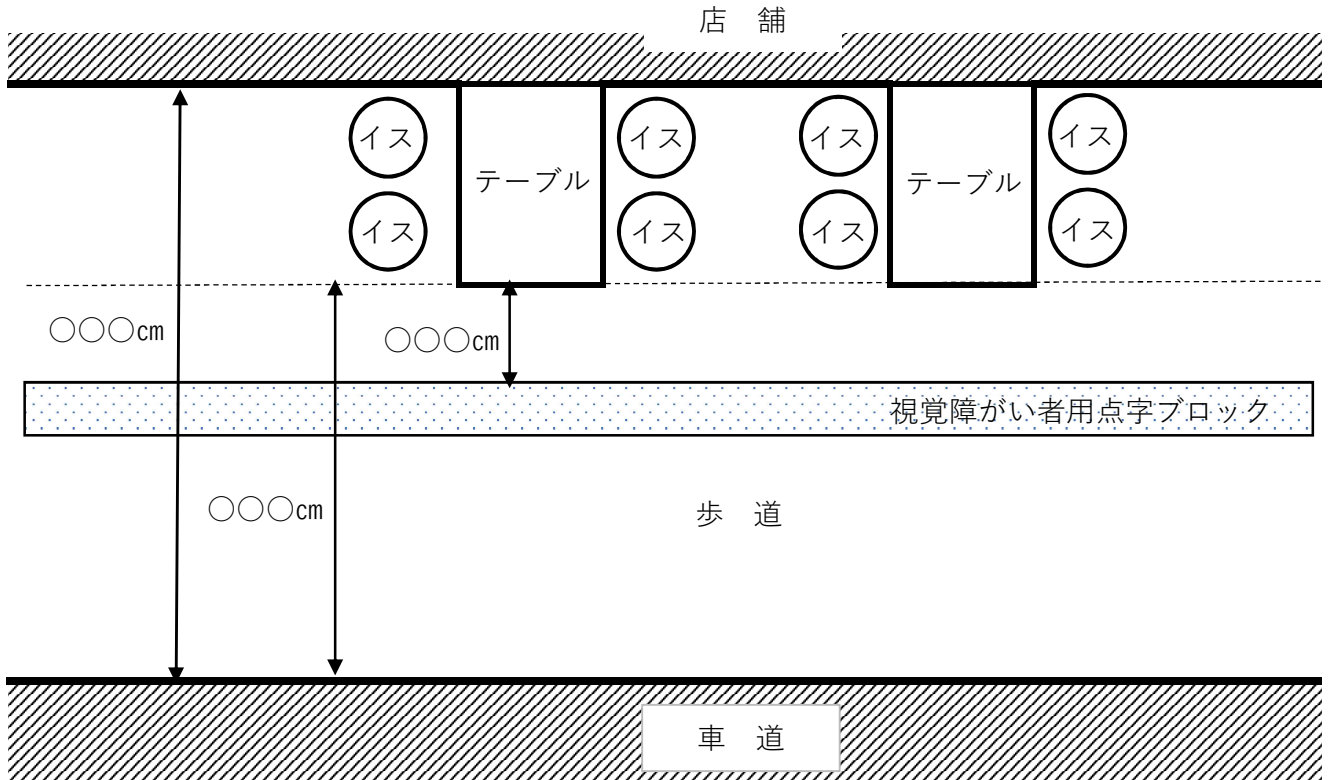 店　舗
イス
イス
イス
イス
テーブル
テーブル
イス
イス
イス
イス
○○○cm
○○○cm
視覚障がい者用点字ブロック
○○○cm
歩　道
車　道